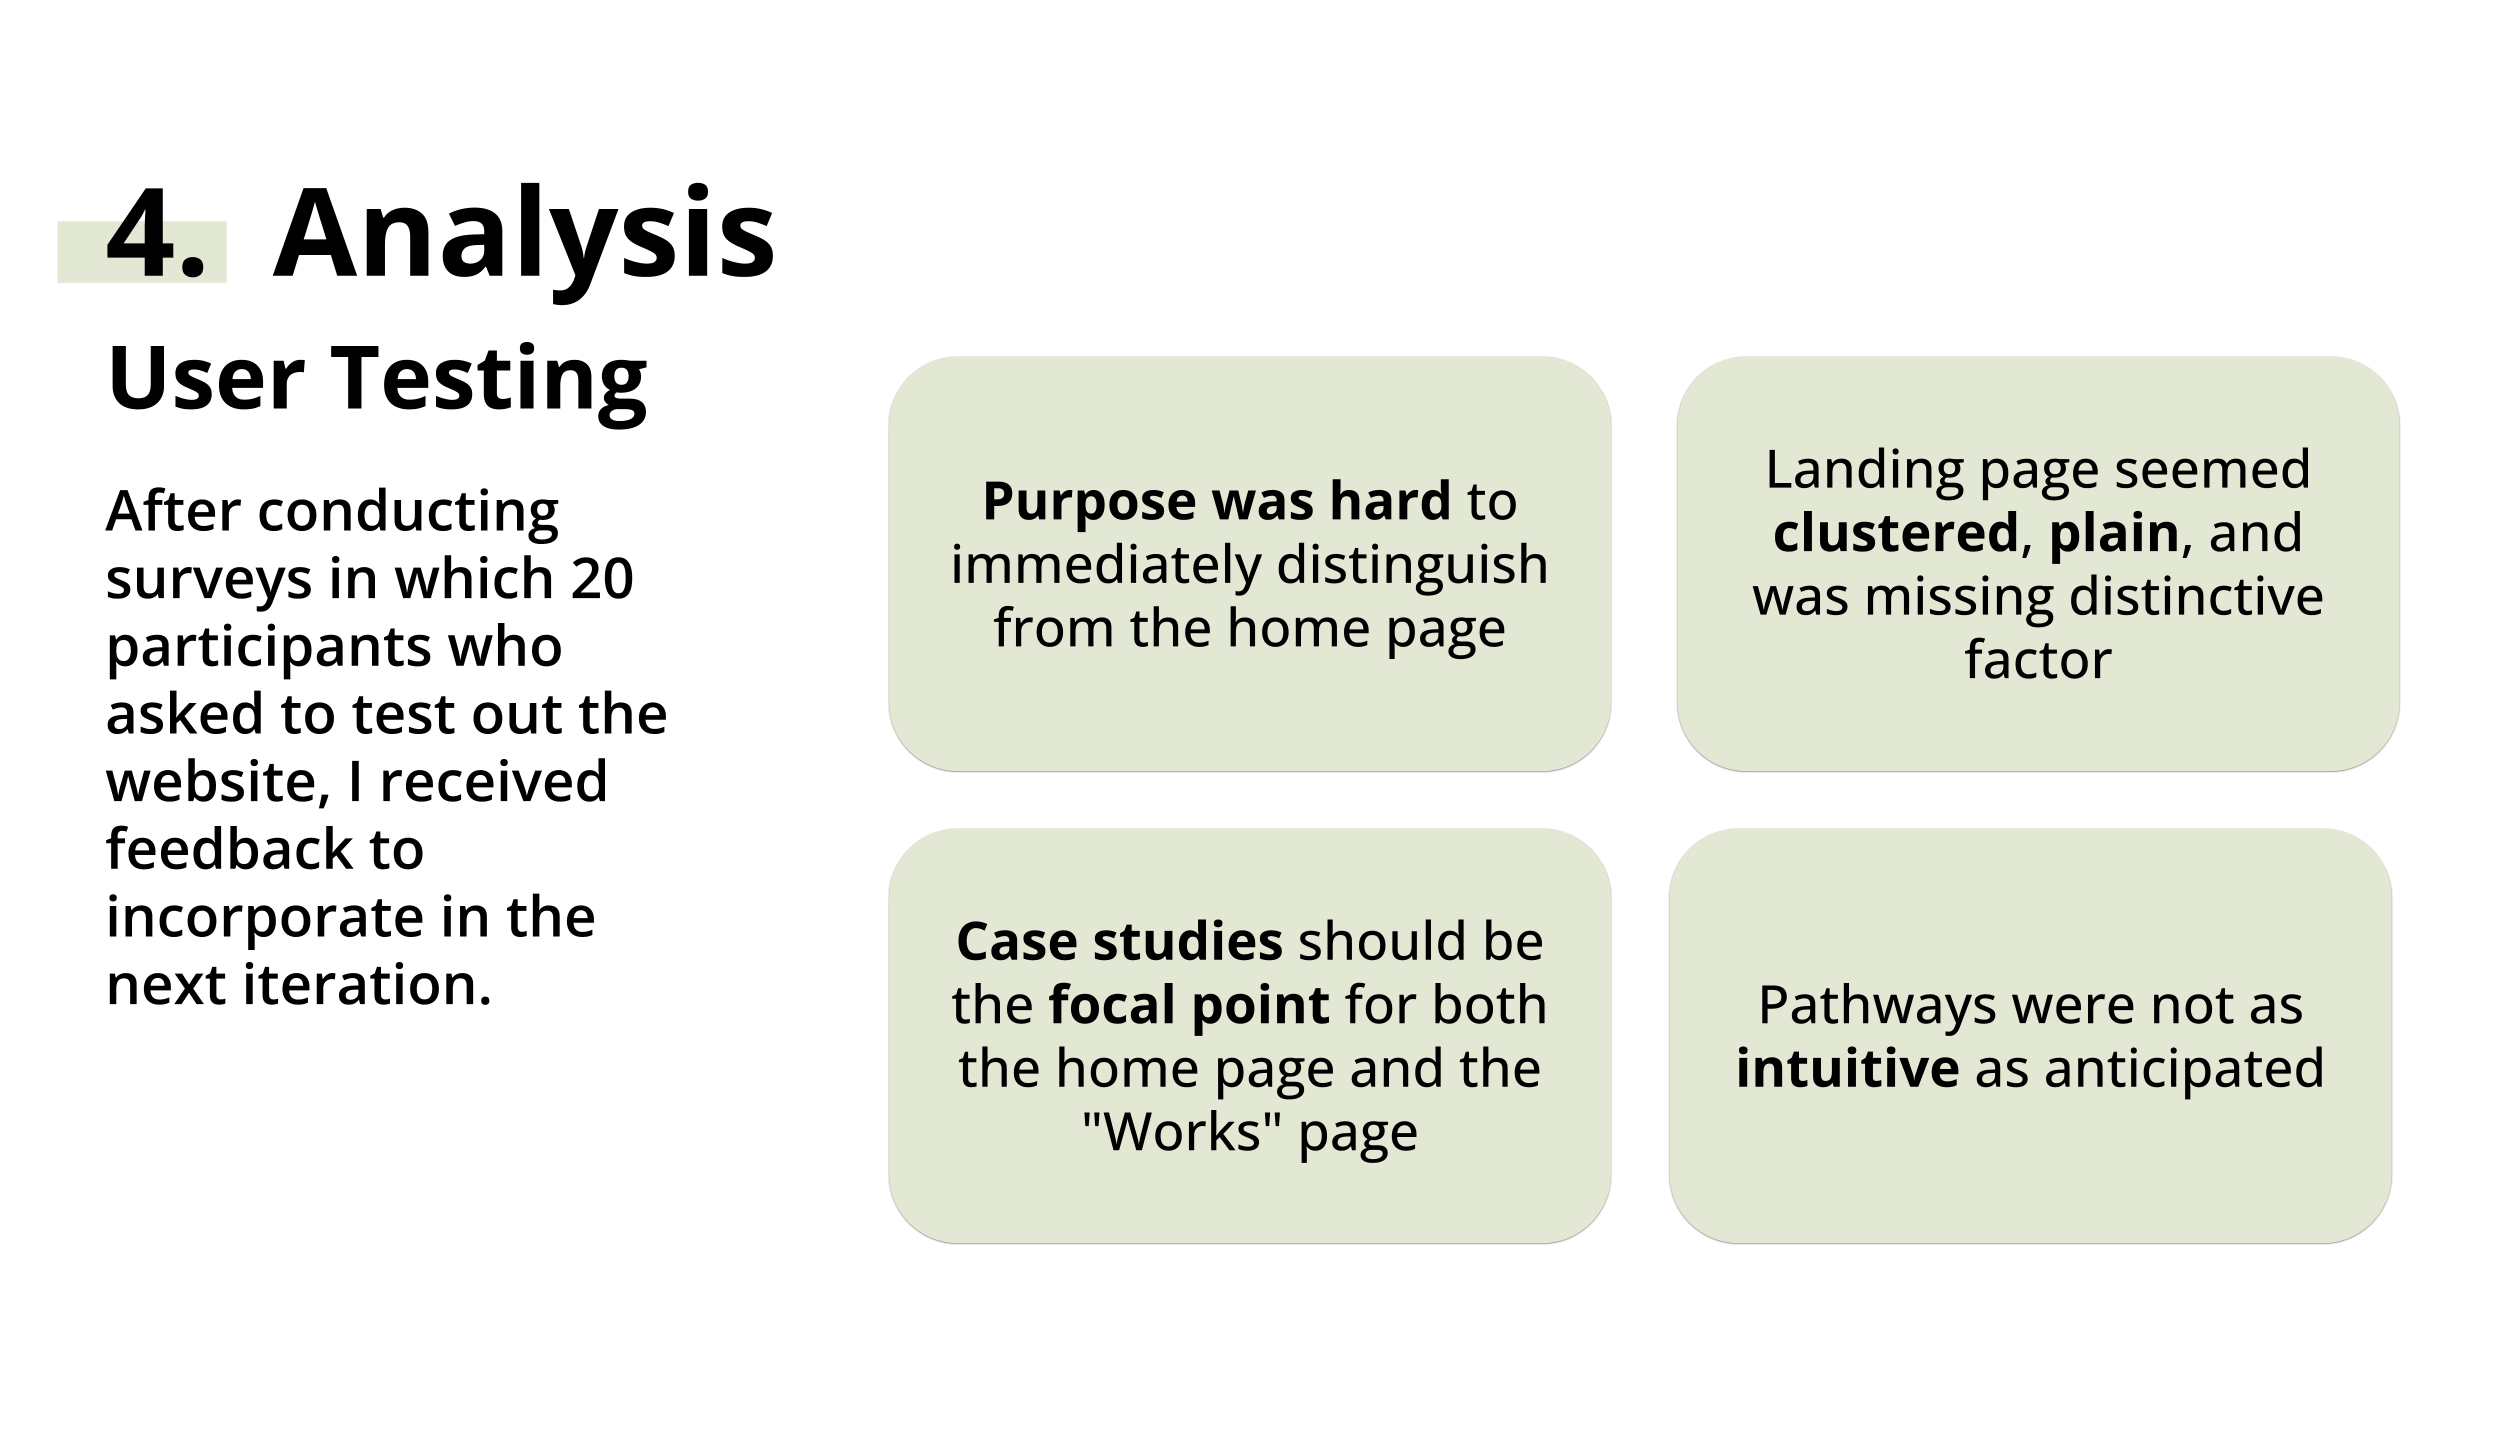 4. Analysis
User Testing
After conducting
surveys in which 20
participants who
asked to test out the
website, I received
feedback to
incorporate in the
next iteration.
Purpose was hard to
immediately distinguish
from the home page
Landing page seemed
clustered, plain, and
was missing distinctive
factor
Case studies should be
the focal point for both
the home page and the
"Works" page
Pathways were not as
intuitive as anticipated